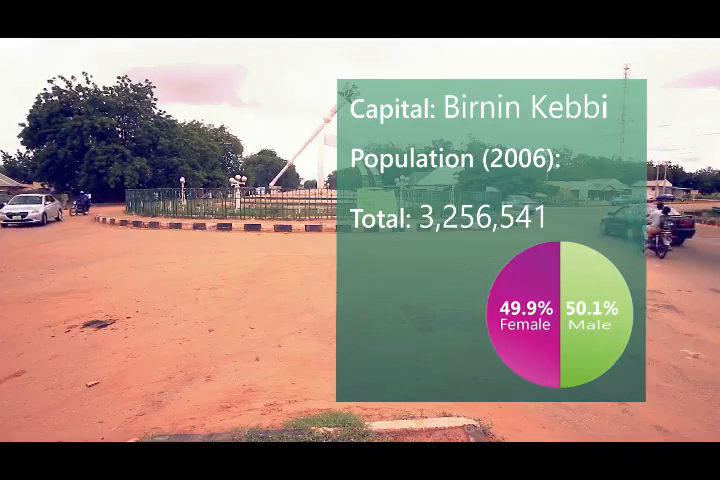 Capital: Birnin Kebbi
Population (2006):
Total: 3,256,541
49.9% 50.1%
Female Male